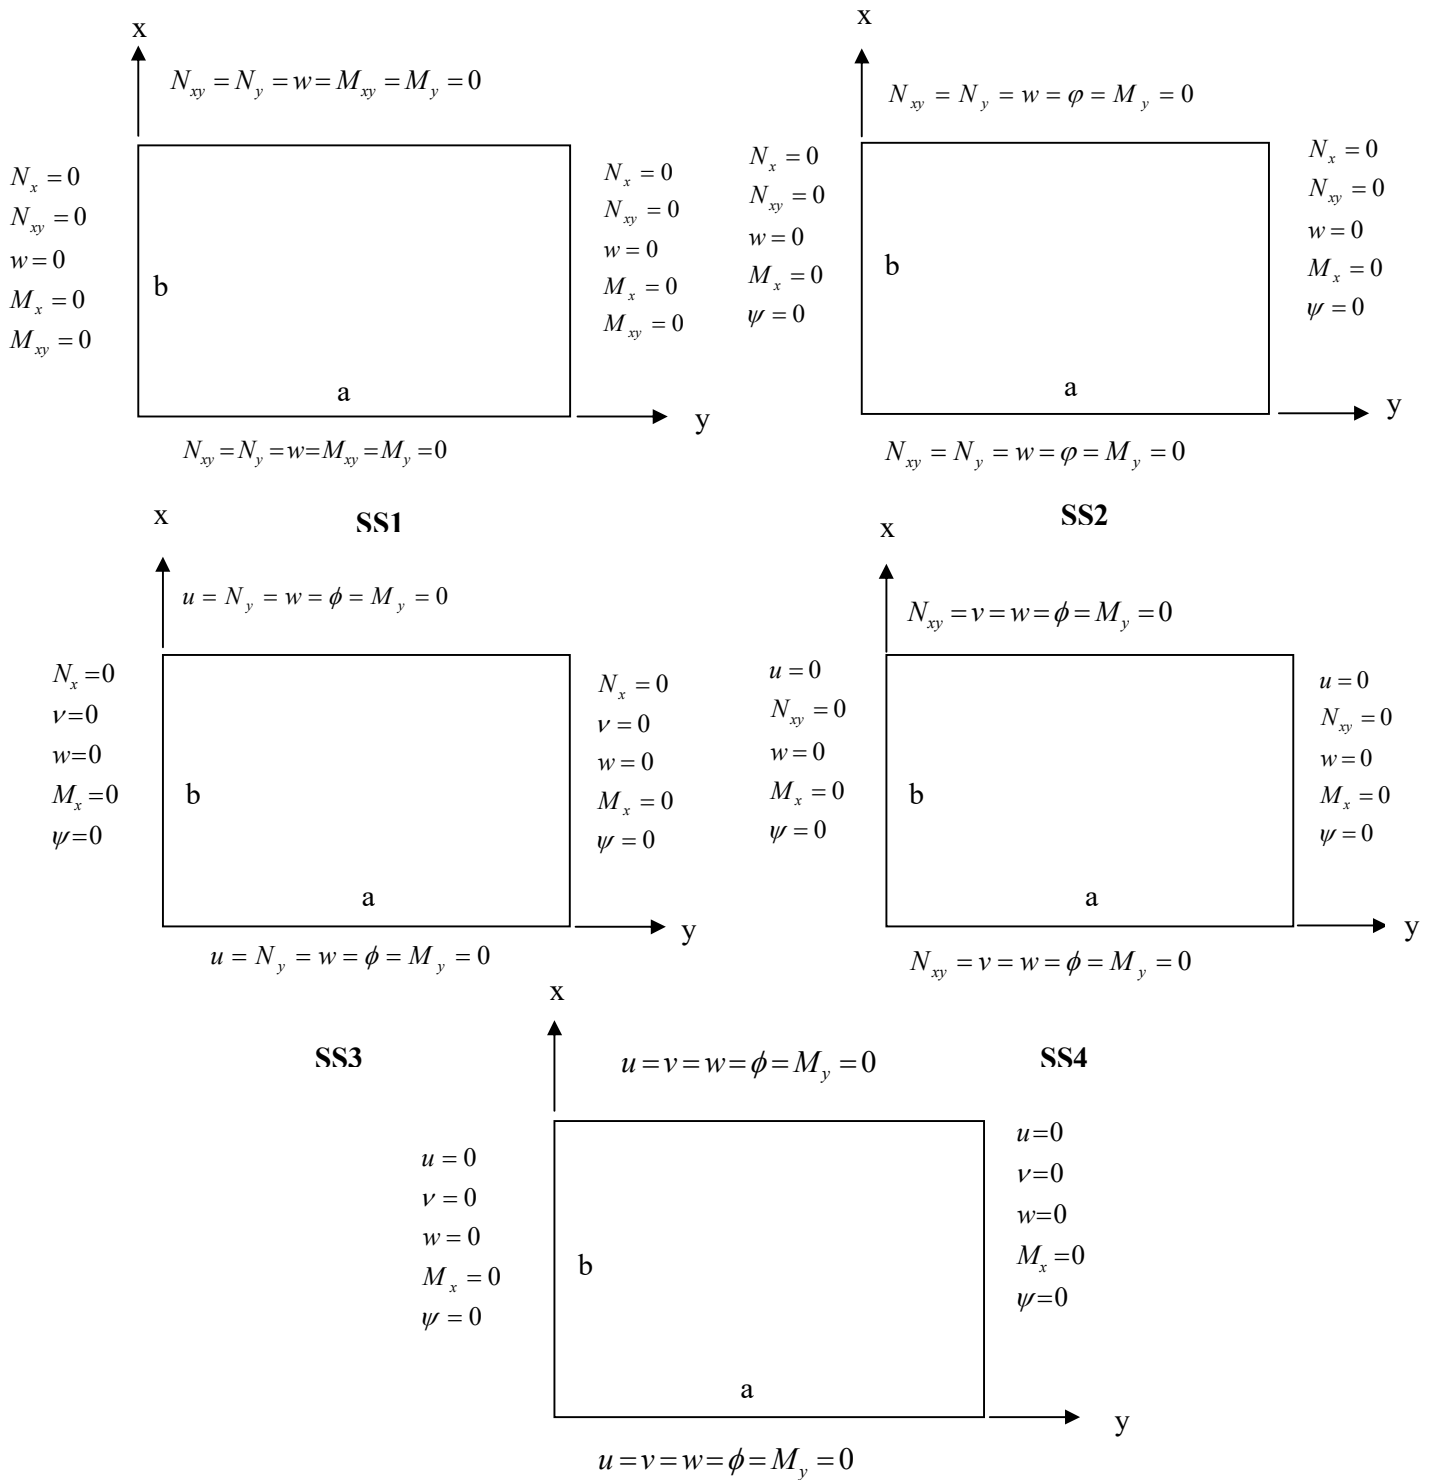 x
N_{xy} = N_y = w = M_{xy} = M_y = 0
N_x = 0
N_{xy} = 0
w = 0
M_x = 0
M_{xy} = 0
b
a
N_x = 0
N_{xy} = 0
w = 0
M_x = 0
M_{xy} = 0
y
N_{xy} = N_y = w = M_{xy} = M_y = 0
SS1
x
N_{xy} = N_y = w = φ = M_y = 0
N_x = 0
N_{xy} = 0
w = 0
M_x = 0
ψ = 0
b
a
N_x = 0
N_{xy} = 0
w = 0
M_x = 0
ψ = 0
y
N_{xy} = N_y = w = φ = M_y = 0
SS2
x
u = N_y = w = ϕ = M_y = 0
N_x = 0
ν = 0
w = 0
M_x = 0
ψ = 0
b
a
N_x = 0
ν = 0
w = 0
M_x = 0
ψ = 0
y
u = N_y = w = ϕ = M_y = 0
SS3
x
N_{xy} = v = w = ϕ = M_y = 0
u = 0
N_{xy} = 0
w = 0
M_x = 0
ψ = 0
b
a
u = 0
N_{xy} = 0
w = 0
M_x = 0
ψ = 0
y
N_{xy} = v = w = ϕ = M_y = 0
SS4
x
u = v = w = ϕ = M_y = 0
u = 0
ν = 0
w = 0
M_x = 0
ψ = 0
b
a
u = 0
ν = 0
w = 0
M_x = 0
ψ = 0
y
u = v = w = ϕ = M_y = 0